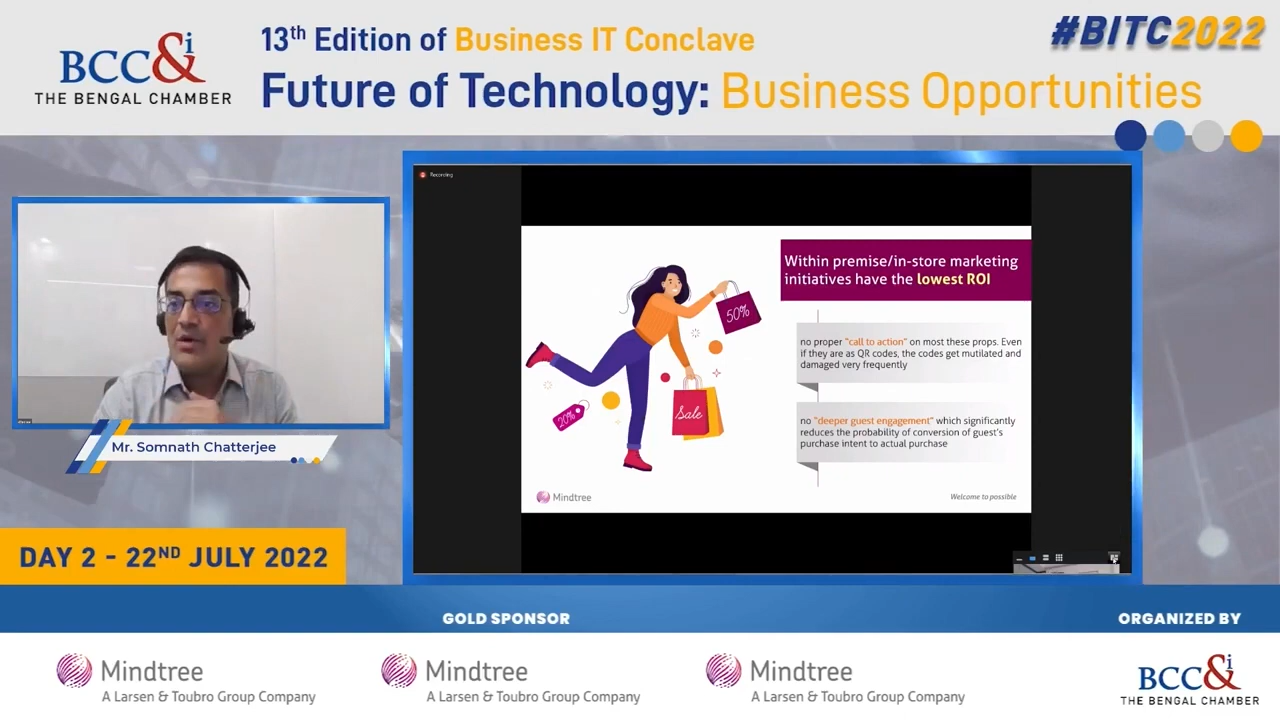 BCC&i
THE BENGAL CHAMBER
13th Edition of Business IT Conclave
Future of Technology: Business Opportunities
#BITC2022
Recording
Mr. Somnath Chatterjee
DAY 2 - 22ND JULY 2022
Within premise/in-store marketing
initiatives have the lowest ROI
50%
20%
Sale
no proper "call to action" on most these props. Even
if they are as QR codes, the codes get mutilated and
damaged very frequently
no "deeper guest engagement" which significantly
reduces the probability of conversion of guest's
purchase intent to actual purchase
Mindtree
Welcome to possible
GOLD SPONSOR
ORGANIZED BY
Mindtree
A Larsen & Toubro Group Company
Mindtree
A Larsen & Toubro Group Company
Mindtree
A Larsen & Toubro Group Company
BCC&i
THE BENGAL CHAMBER